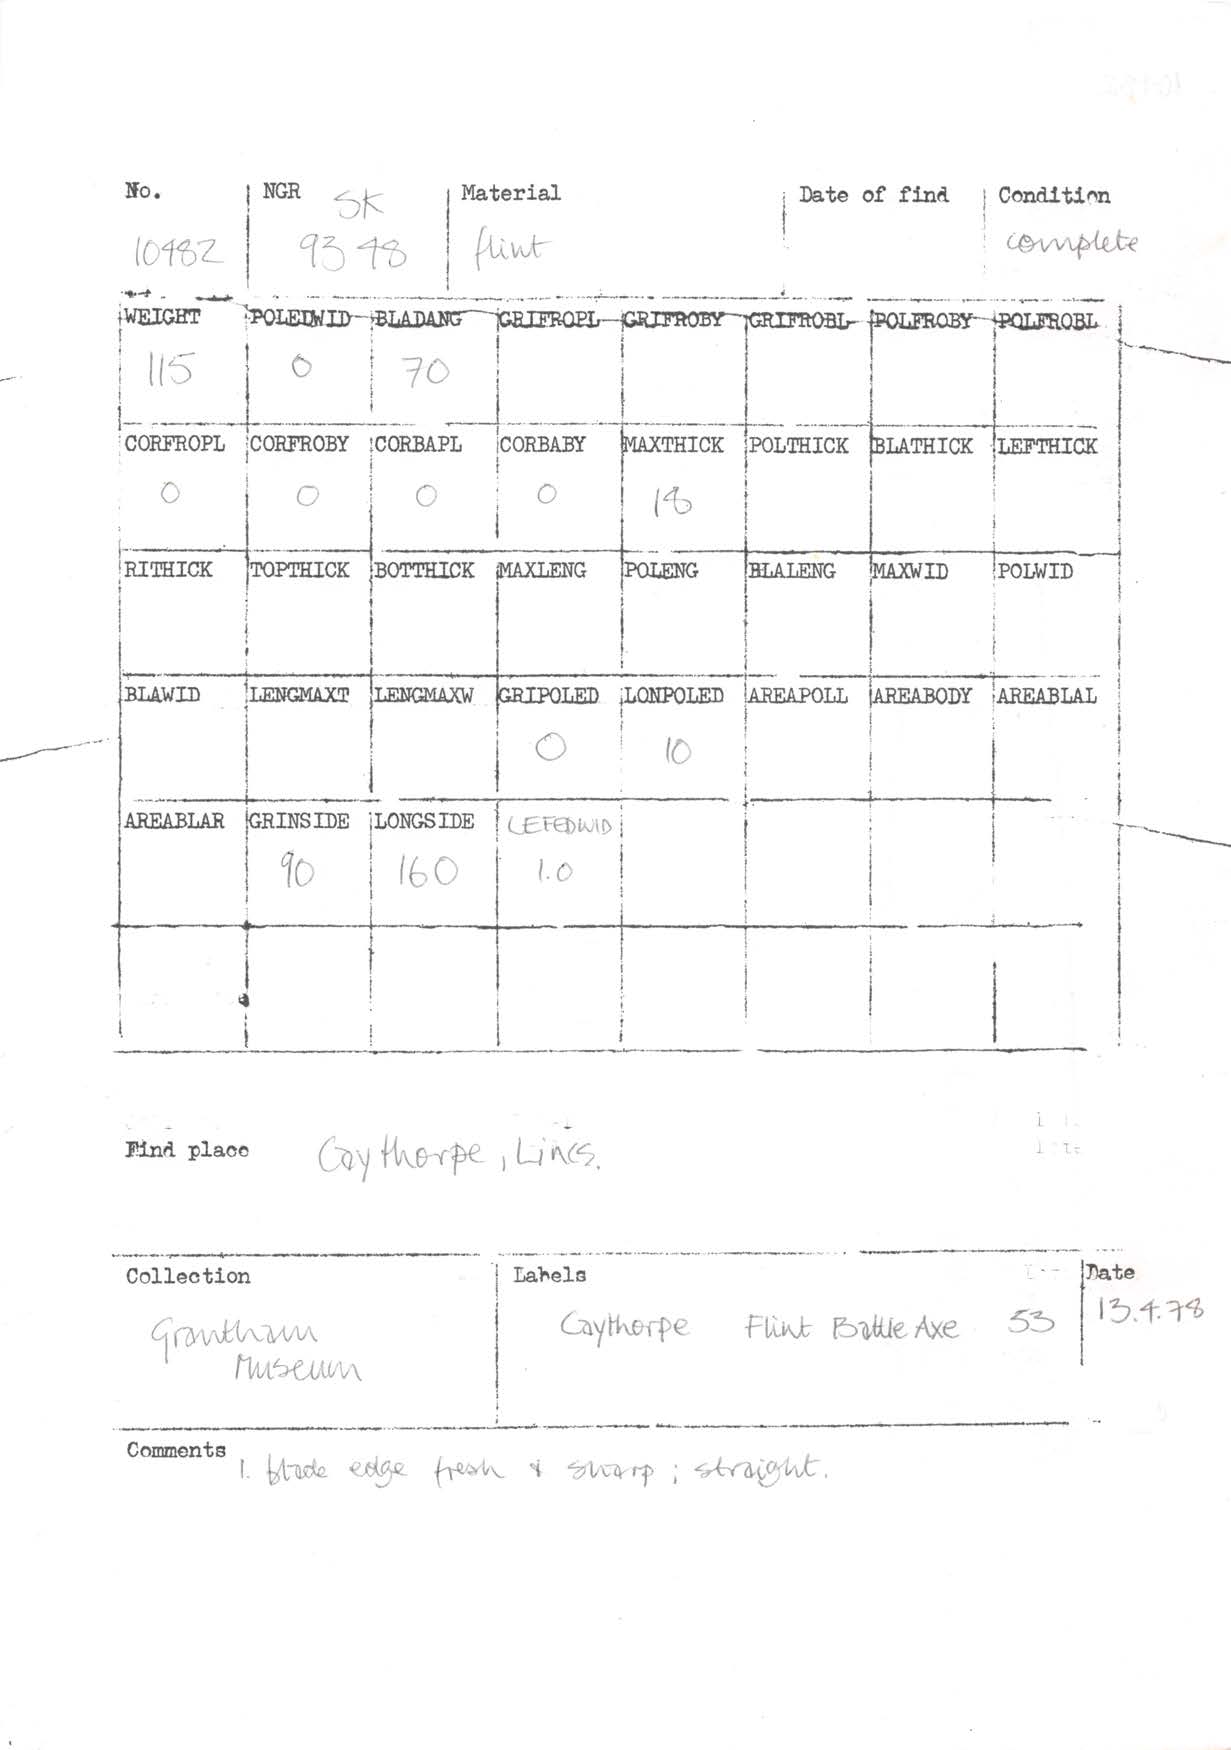 No. NGR SK Material Date of find Condition
10482 93 48 flint complete
WEIGHT POLEDWID BLADANG GRIFROPL GRIFROBY GRIFROBL POLFROBY POLFROBL
115 0 70
CORFROPL CORFROBY CORBAPL CORBABY MAXTHICK POLTHICK BLATHICK LEFTHICK
0 0 0 0 18
RITHICK TOPTHICK BOTTHICK MAXLENG POLENG BLALENG MAXWID POLWID
BLAWID LENGMAXT LENGMAXW GRIPOLED LONPOLED AREAPOLL AREABODY AREABLAL
0 10
AREABLAR GRINSIDE LONGSIDE LEFEDWID
90 160 1.0
Find place Caythorpe, Lincs.
Collection Labels Date
Grantham Caythorpe Flint Battle Axe 53 13.4.78
Museum
Comments 1. blade edge fresh & sharp; straight.